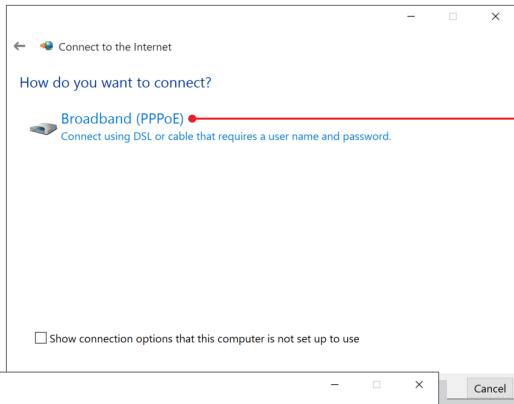 Connect to the Internet
How do you want to connect?
Broadband (PPPoE)
Connect using DSL or cable that requires a user name and password.
Show connection options that this computer is not set up to use
Cancel